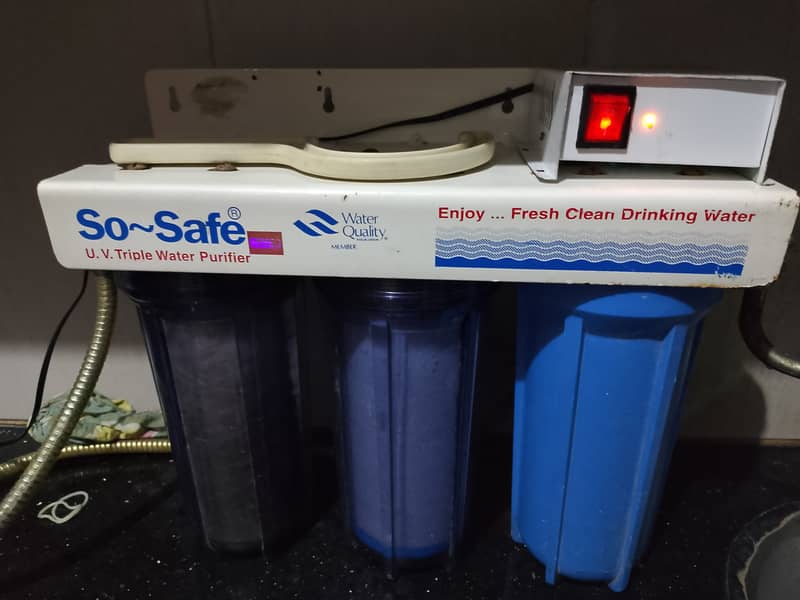 So~Safe®
U.V. Triple Water Purifier
Water
Quality
MEMBER
Enjoy ... Fresh Clean Drinking Water